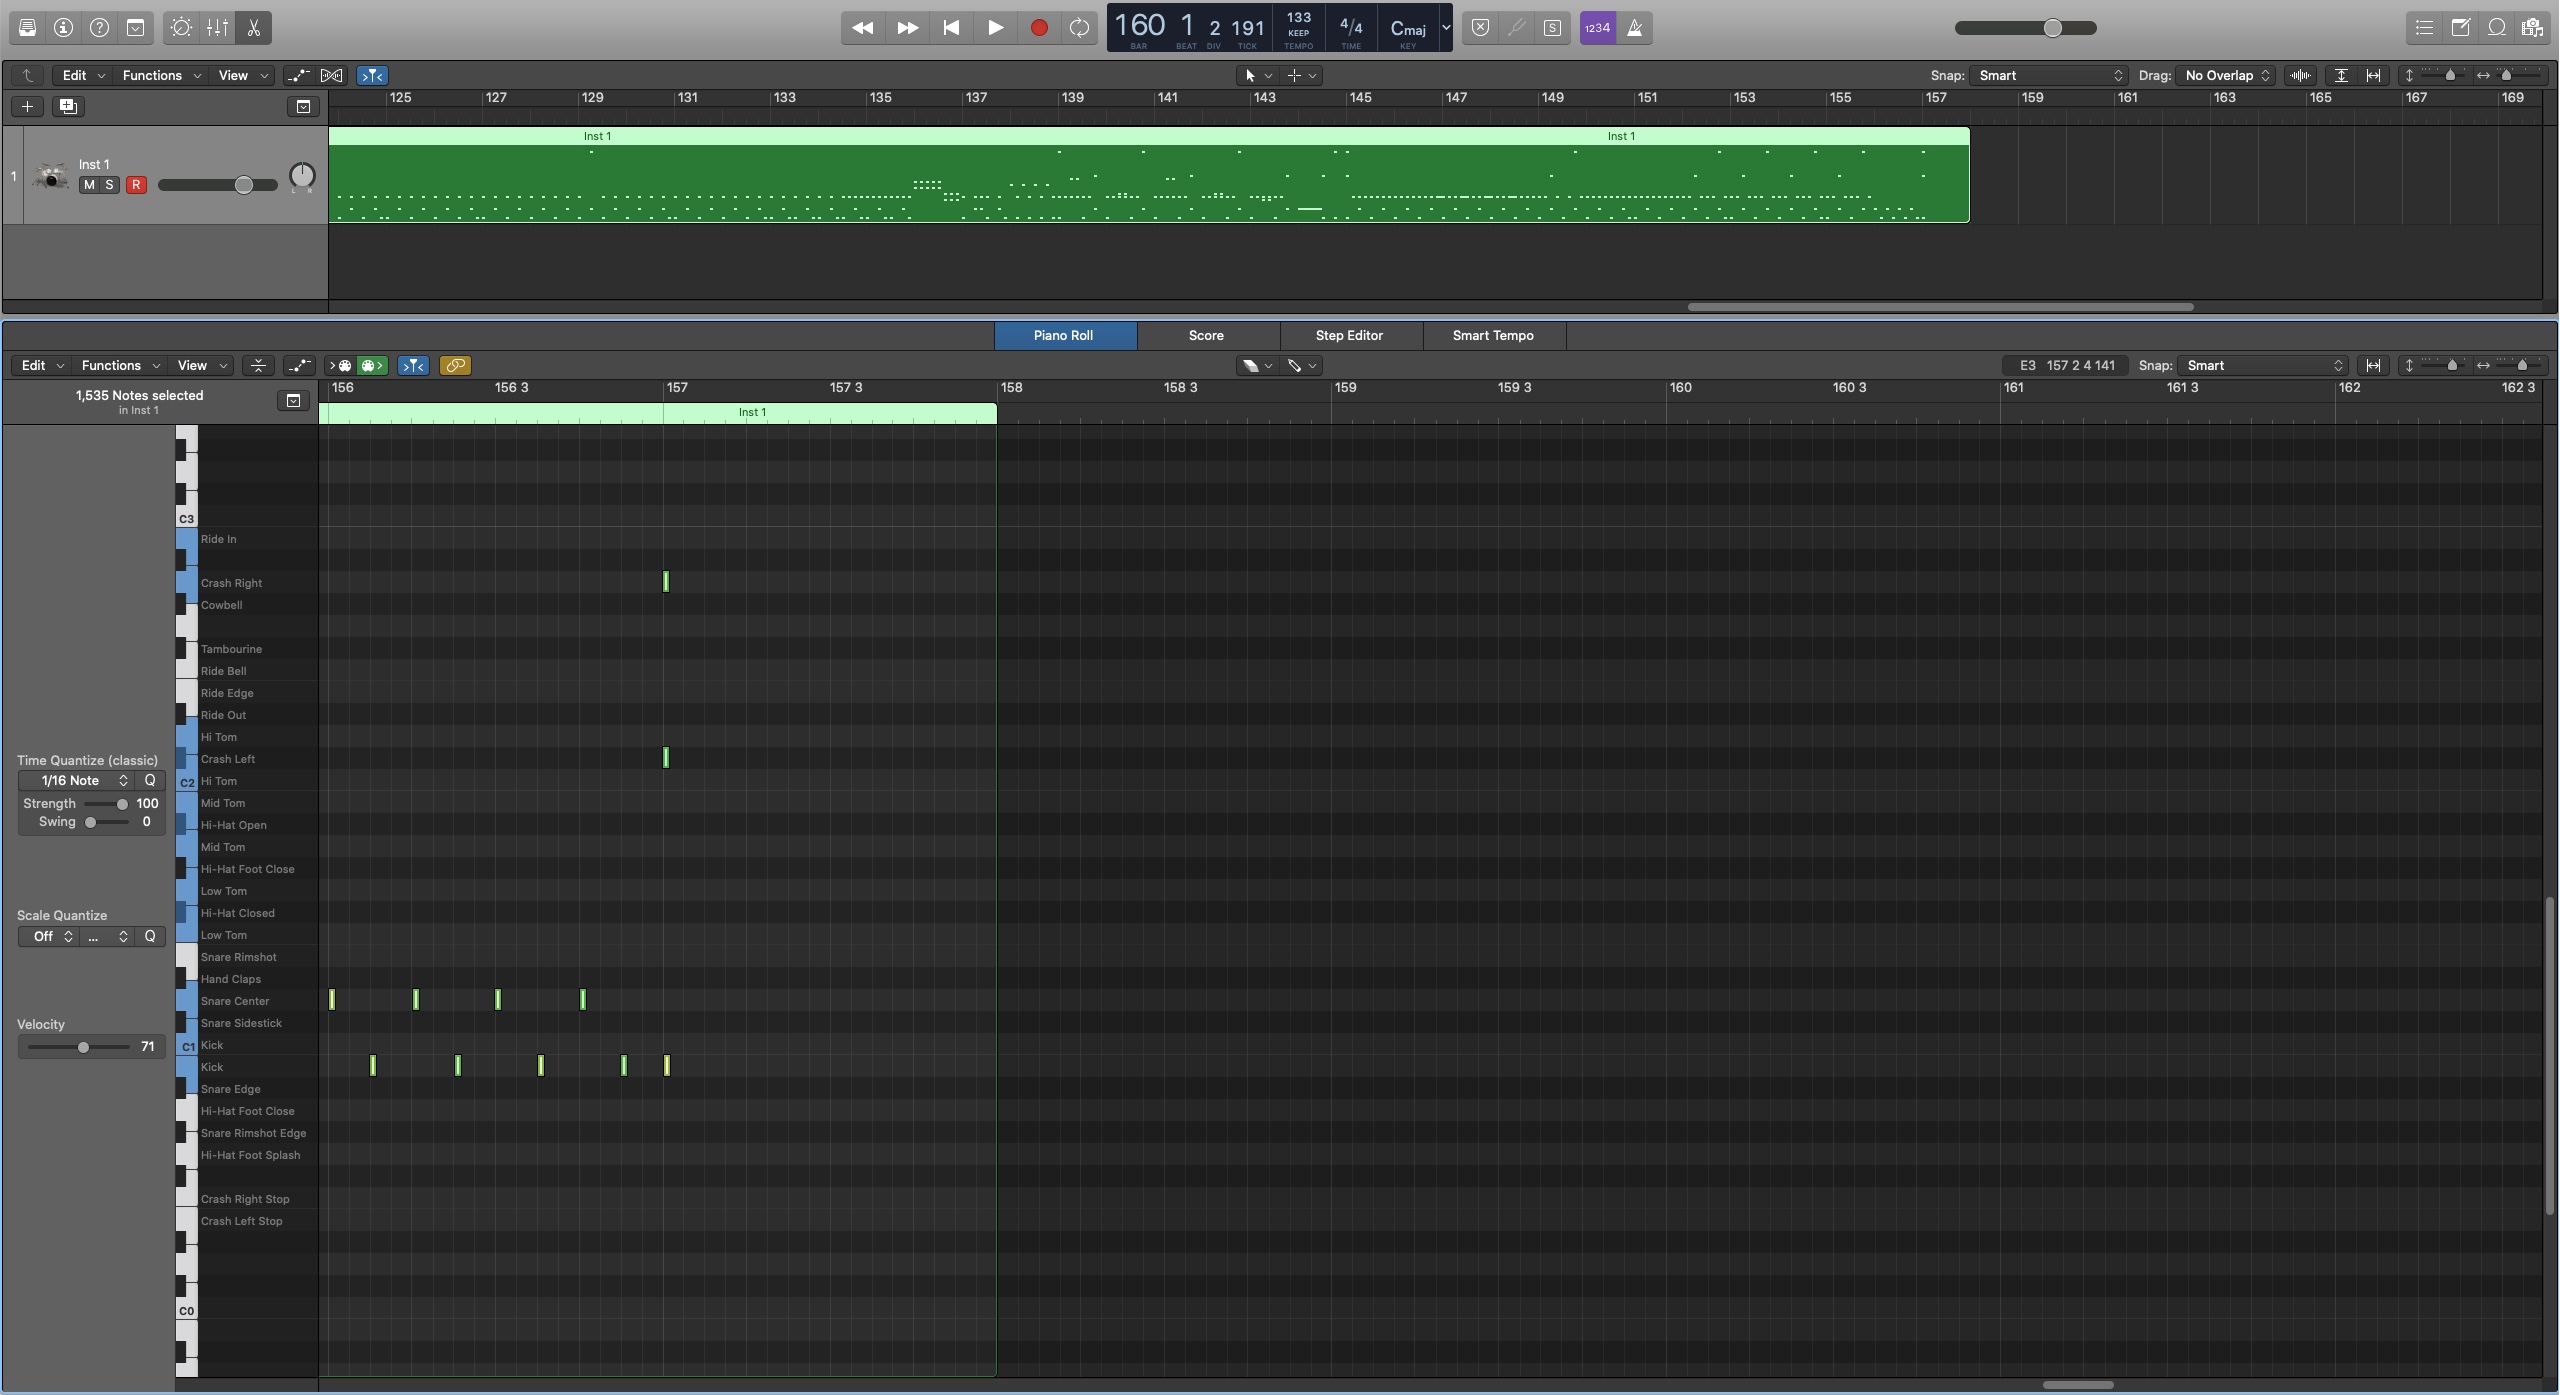 160 1 2 191 133 KEEP 4/4 Cmaj 1234
BAR BEAT DIV TICK TEMPO TIME KEY
S
Edit Functions View Snap: Smart Drag: No Overlap
125 127 129 131 133 135 137 139 141 143 145 147 149 151 153 155 157 159 161 163 165 167 169
Inst 1 Inst 1
1 Inst 1
M S R L R
Piano Roll Score Step Editor Smart Tempo
Edit Functions View E3 157 2 4 141 Snap: Smart
156 156 3 157 157 3 158 158 3 159 159 3 160 160 3 161 161 3 162 162 3
1,535 Notes selected
in Inst 1
Inst 1
C3
Ride In
Crash Right
Cowbell
Tambourine
Ride Bell
Ride Edge
Ride Out
Hi Tom
Time Quantize (classic) Crash Left
1/16 Note Q C2 Hi Tom
Strength 100 Mid Tom
Swing 0 Hi-Hat Open
Mid Tom
Hi-Hat Foot Close
Low Tom
Scale Quantize Hi-Hat Closed
Off ... Q Low Tom
Snare Rimshot
Hand Claps
Snare Center
Velocity Snare Sidestick
71 C1 Kick
Kick
Snare Edge
Hi-Hat Foot Close
Snare Rimshot Edge
Hi-Hat Foot Splash
Crash Right Stop
Crash Left Stop
C0